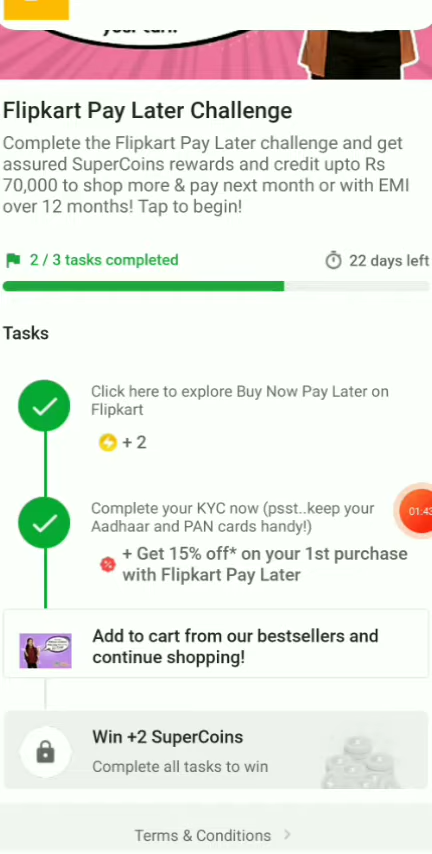 Flipkart Pay Later Challenge
Complete the Flipkart Pay Later challenge and get
assured SuperCoins rewards and credit upto Rs
70,000 to shop more & pay next month or with EMI
over 12 months! Tap to begin!
2 / 3 tasks completed
22 days left
Tasks
Click here to explore Buy Now Pay Later on
Flipkart
+ 2
Complete your KYC now (psst..keep your
Aadhaar and PAN cards handy!)
01:43
+ Get 15% off* on your 1st purchase
with Flipkart Pay Later
Add to cart from our bestsellers and
continue shopping!
Win +2 SuperCoins
Complete all tasks to win
Terms & Conditions